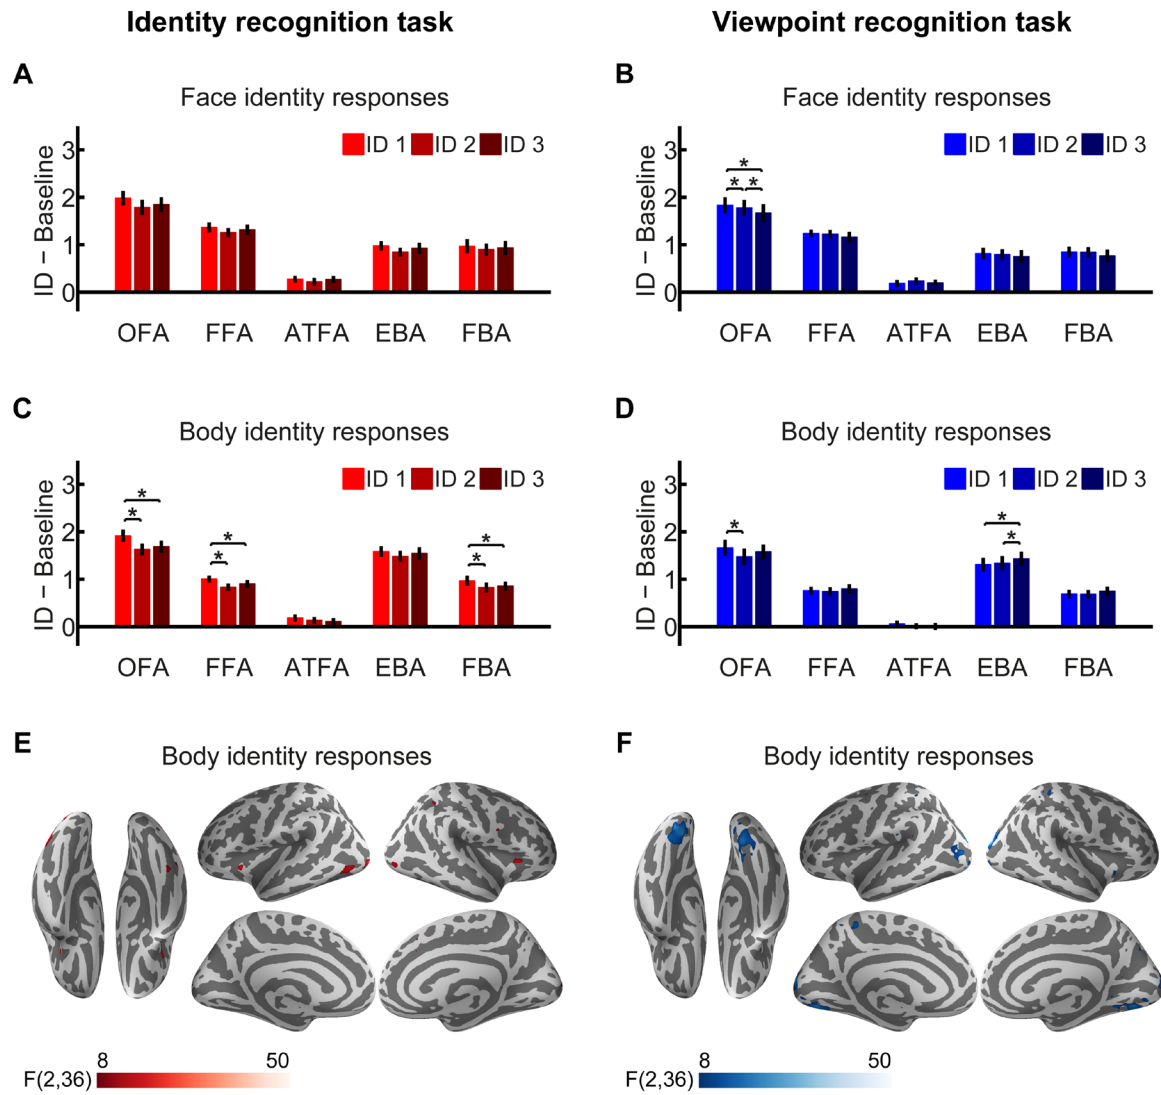 Identity recognition task
Viewpoint recognition task
A
Face identity responses
ID 1 ID 2 ID 3
ID – Baseline
3
2
1
0
OFA FFA ATFA EBA FBA
B
Face identity responses
ID 1 ID 2 ID 3
ID – Baseline
3
2
1
0
* * *
OFA FFA ATFA EBA FBA
C
Body identity responses
ID 1 ID 2 ID 3
ID – Baseline
3
2
1
0
* *
* *
* *
OFA FFA ATFA EBA FBA
D
Body identity responses
ID 1 ID 2 ID 3
ID – Baseline
3
2
1
0
*
* *
OFA FFA ATFA EBA FBA
E
Body identity responses
8 50
F(2,36)
F
Body identity responses
8 50
F(2,36)